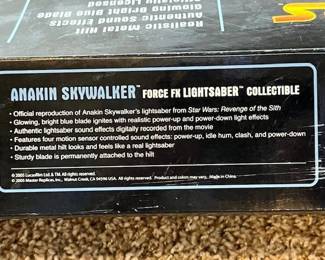 Realistic Metal Hilt
Authentic Sound Effects
Glowing Bright Blue Blade
Officially Licensed
ANAKIN SKYWALKER™ FORCE FX LIGHTSABER™ COLLECTIBLE
• Official reproduction of Anakin Skywalker's lightsaber from Star Wars: Revenge of the Sith
• Glowing, bright blue blade ignites with realistic power-up and power-down light effects
• Authentic lightsaber sound effects digitally recorded from the movie
• Features four motion sensor controlled sound effects: power-up, idle hum, clash, and power-down
• Durable metal hilt looks and feels like a real lightsaber
• Sturdy blade is permanently attached to the hilt
© 2005 Lucasfilm Ltd & TM. All rights reserved.
© 2005 Master Replicas, Inc., Walnut Creek, CA 94596 USA. All rights reserved. Product and colors may vary. Made in China.